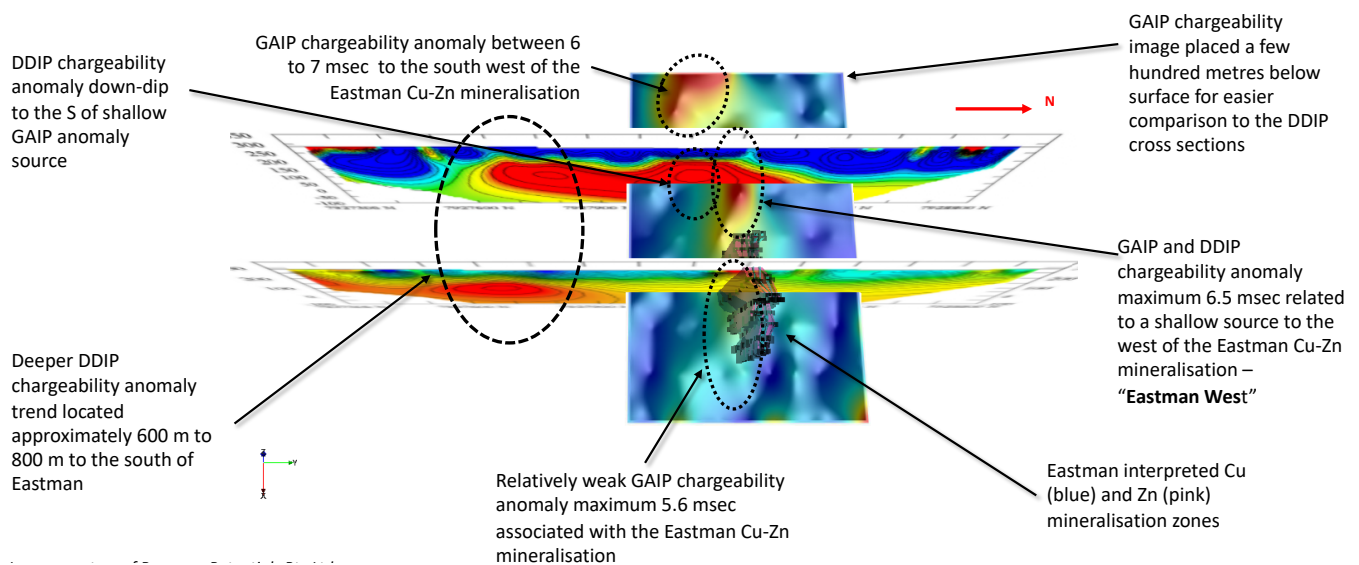 GAIP chargeability
image placed a few
hundred metres below
surface for easier
comparison to the DDIP
cross sections
GAIP chargeability anomaly between 6
to 7 msec to the south west of the
Eastman Cu-Zn mineralisation
DDIP chargeability
anomaly down-dip
to the S of shallow
GAIP anomaly
source
N
GAIP and DDIP
chargeability anomaly
maximum 6.5 msec related
to a shallow source to the
west of the Eastman Cu-Zn
mineralisation –
“Eastman West”
Deeper DDIP
chargeability anomaly
trend located
approximately 600 m to
800 m to the south of
Eastman
Y
X
Relatively weak GAIP chargeability
anomaly maximum 5.6 msec
associated with the Eastman Cu-Zn
mineralisation
Eastman interpreted Cu
(blue) and Zn (pink)
mineralisation zones